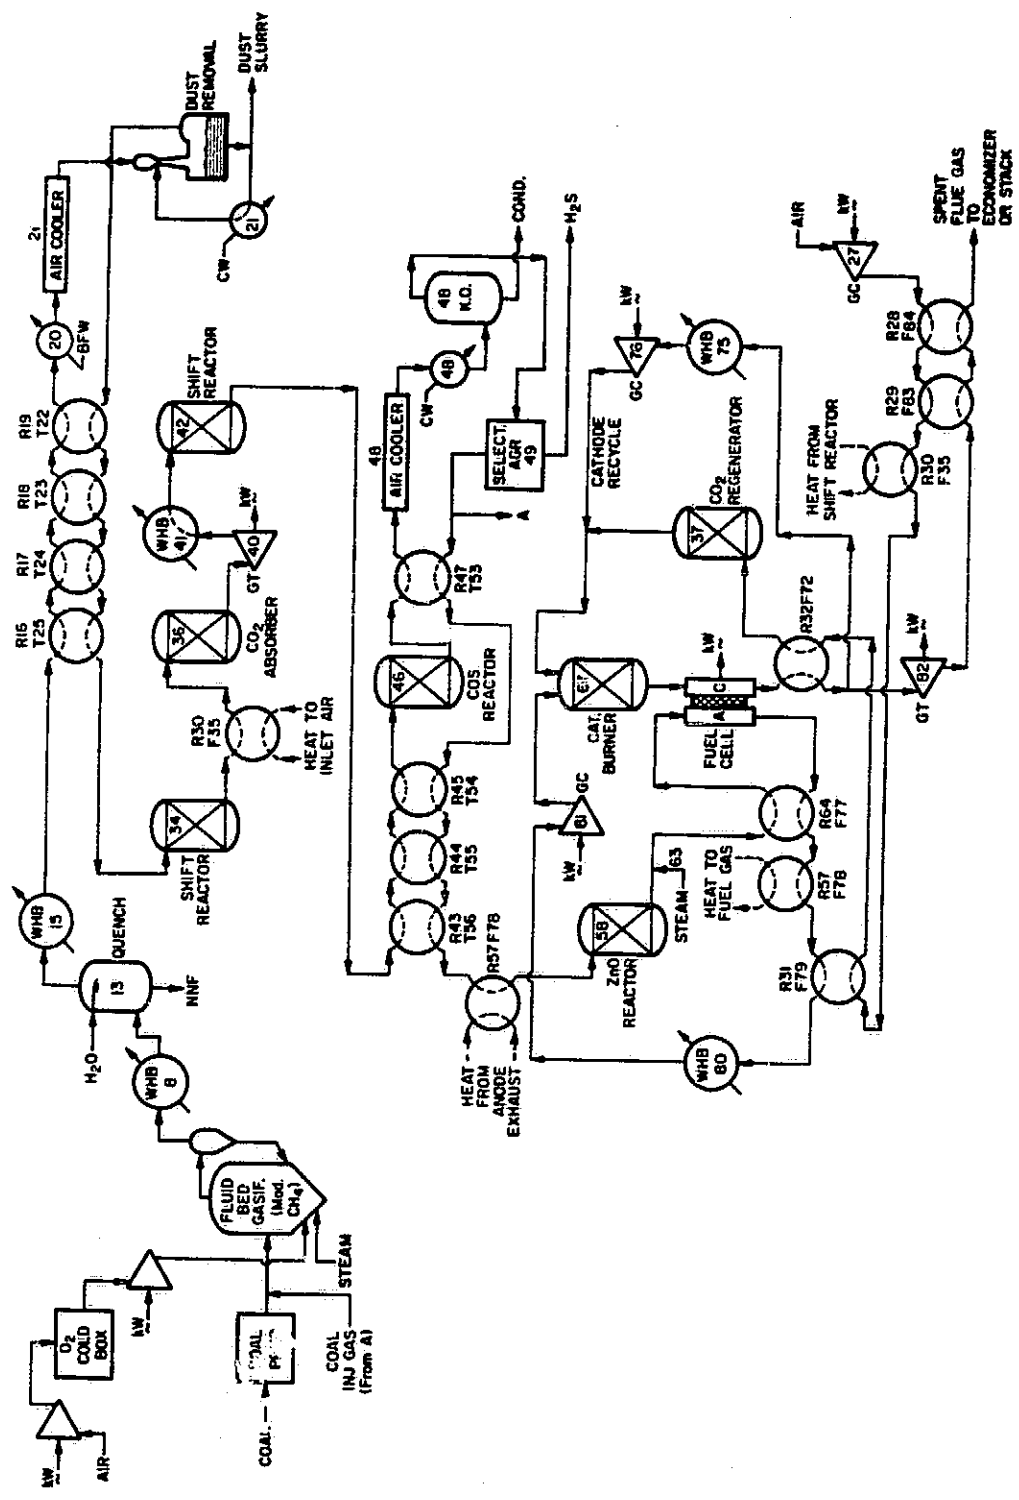 kW
AIR
O2
COLD
BOX
kW
COAL
COAL
COAL
INJ GAS
(From A)
STEAM
FLUID
BED
GASIF.
(Mod.
CH4)
WHB
8
H2O
13
QUENCH
NNF
WHB
15
R16
T25
R17
T24
R18
T23
R19
T22
20
BFW
21
AIR COOLER
DUST
REMOVAL
CW
21
DUST
SLURRY
34
SHIFT
REACTOR
R30
F35
HEAT TO
INLET AIR
36
CO2
ABSORBER
GT
40
kW
WHB
41
42
SHIFT
REACTOR
R43
T56
R44
T55
R45
T54
46
COS
REACTOR
R47
T53
48
AIR COOLER
CW
48
48
K.O.
COND.
SELECT.
AGR
49
H2S
A
HEAT
FROM
ANODE
EXHAUST
R57F78
58
ZnO
REACTOR
STEAM
63
kW
81
GC
CAT.
BURNER
CATHODE
RECYCLE
GC
76
kW
WHB
75
37
CO2
REGENERATOR
A
C
FUEL
CELL
kW
R32F72
GT
82
kW
WHB
80
R31
F79
R57
F78
HEAT TO
FUEL GAS
R64
F77
HEAT FROM
SHIFT REACTOR
R30
F35
R29
F83
R28
F84
GC
27
AIR
kW
SPENT
FLUE GAS
TO
ECONOMIZER
OR STACK